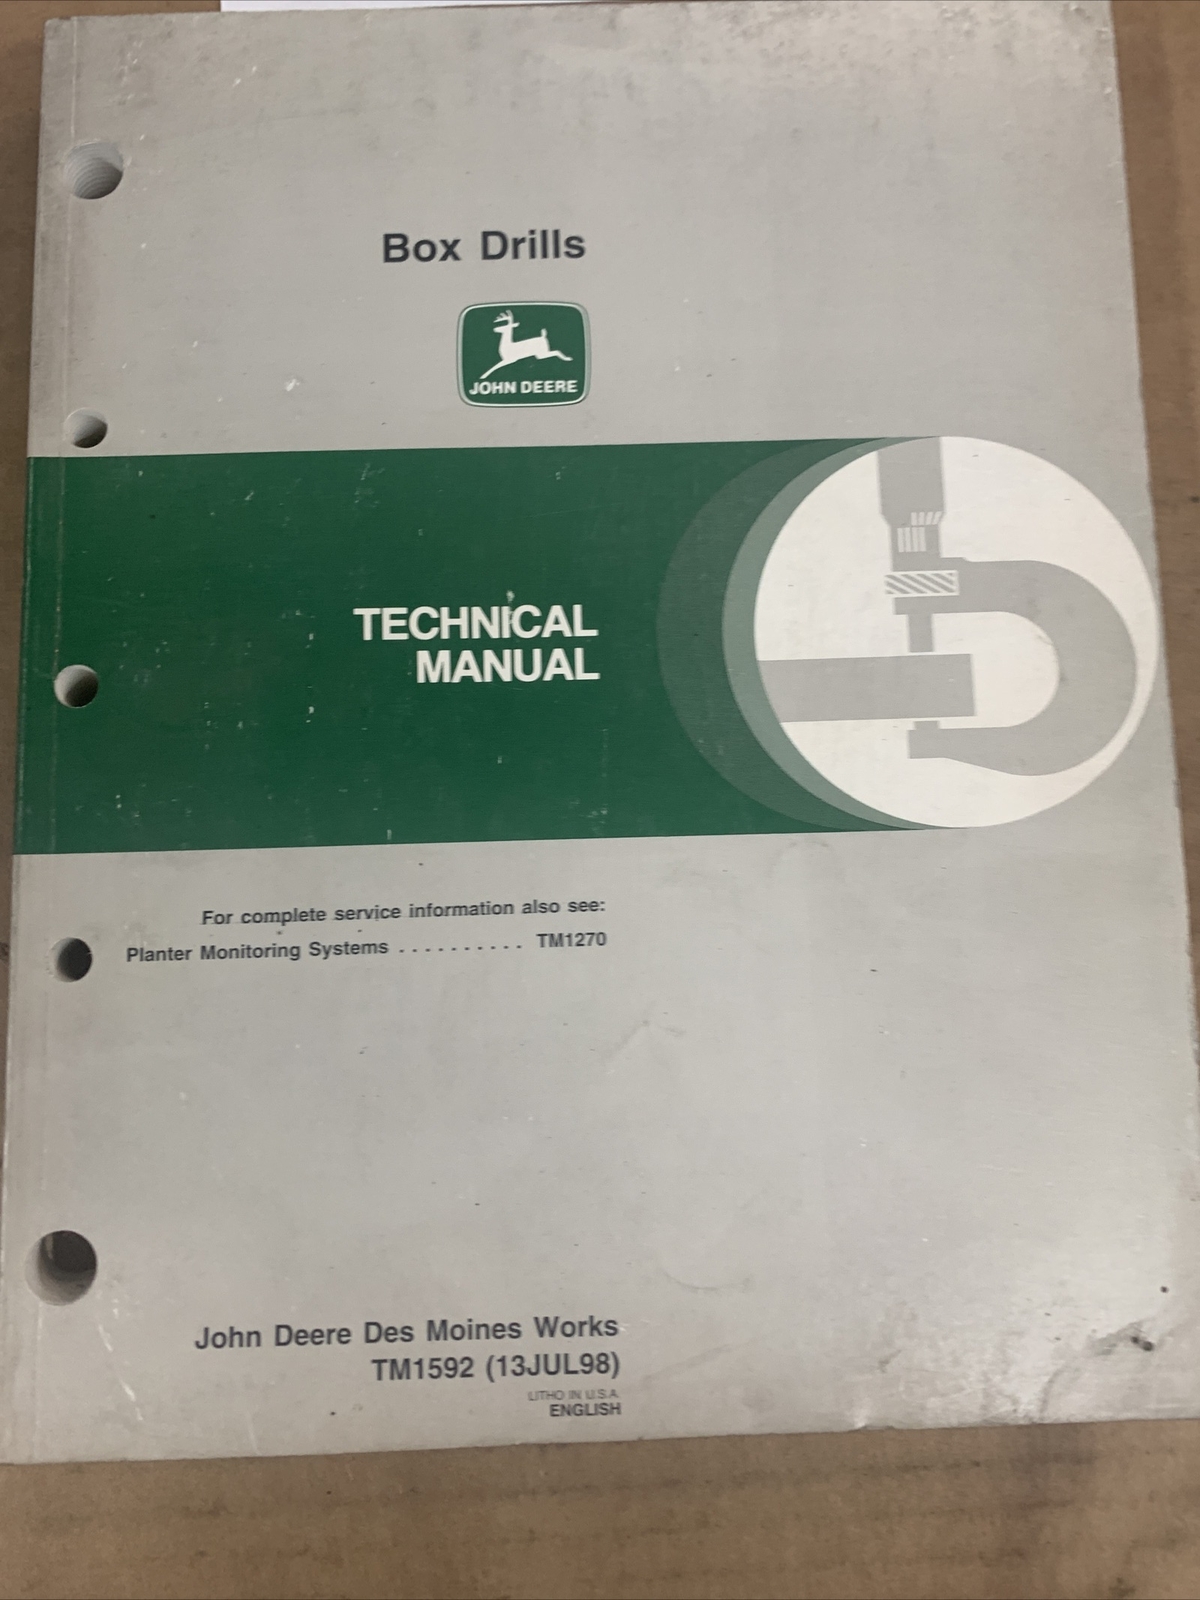 Box Drills
JOHN DEERE
TECHNICAL
MANUAL
For complete service information also see:
Planter Monitoring Systems . . . . . . . . . . TM1270
John Deere Des Moines Works
TM1592 (13JUL98)
LITHO IN U.S.A.
ENGLISH